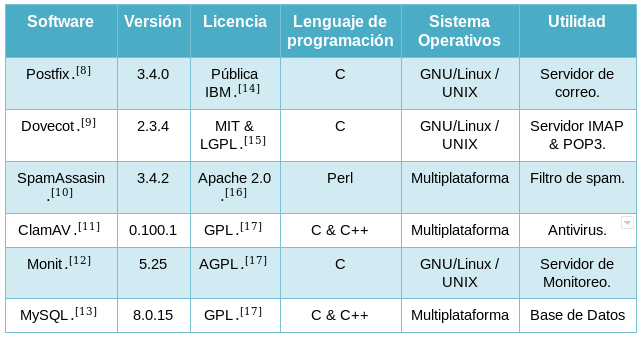 Software Versión Licencia Lenguaje de programación Sistema Operativos Utilidad
Postfix.[8] 3.4.0 Pública IBM.[14] C GNU/Linux / UNIX Servidor de correo.
Dovecot.[9] 2.3.4 MIT & LGPL.[15] C GNU/Linux / UNIX Servidor IMAP & POP3.
SpamAssasin.[10] 3.4.2 Apache 2.0.[16] Perl Multiplataforma Filtro de spam.
ClamAV.[11] 0.100.1 GPL.[17] C & C++ Multiplataforma Antivirus.
Monit.[12] 5.25 AGPL.[17] C GNU/Linux / UNIX Servidor de Monitoreo.
MySQL.[13] 8.0.15 GPL.[17] C & C++ Multiplataforma Base de Datos